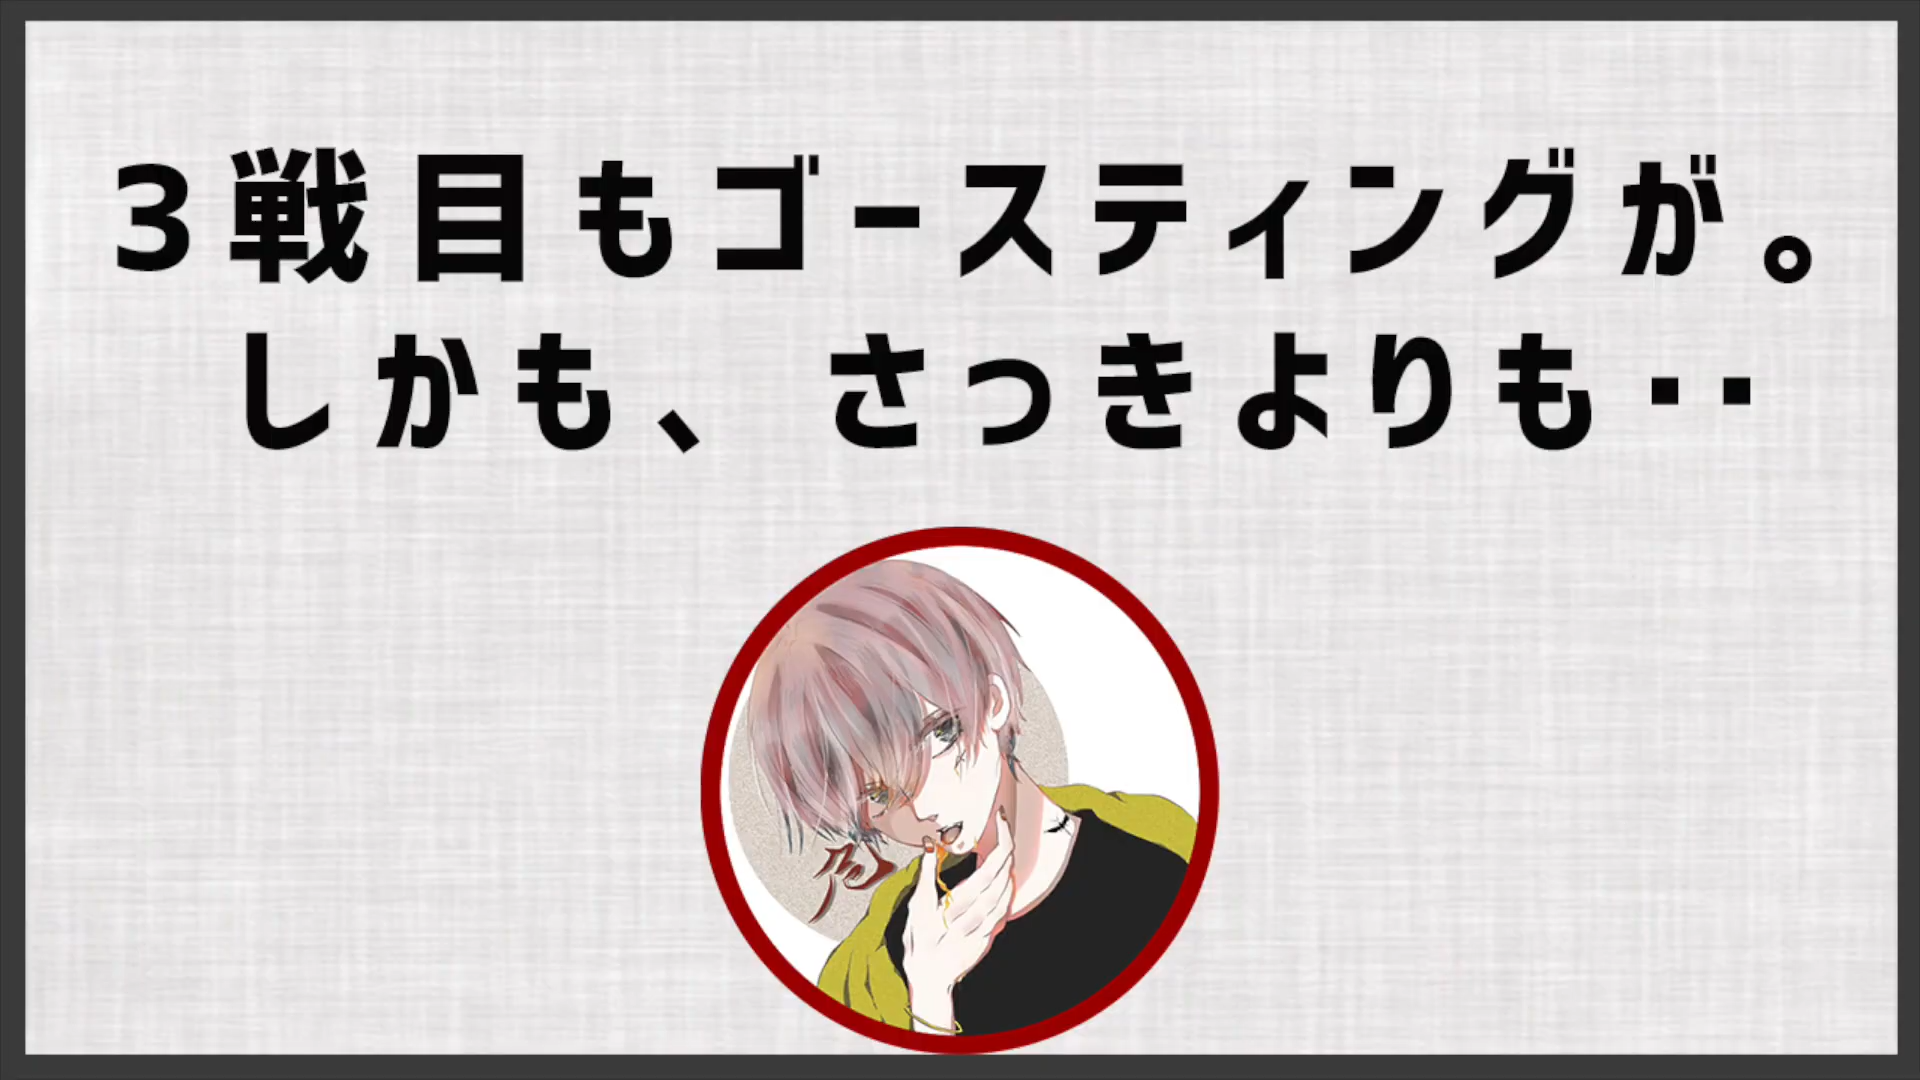 3戦目もゴースティングが。
しかも、さっきよりも‥
危